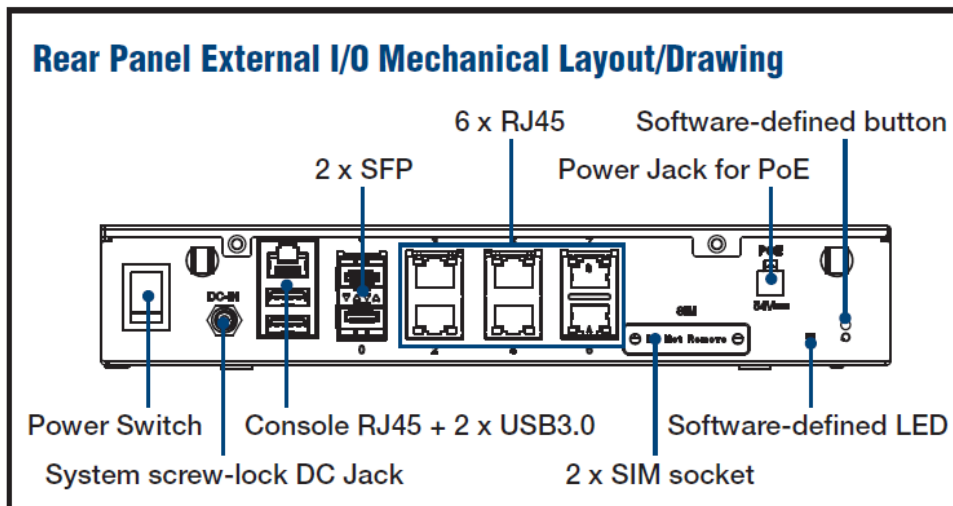 Rear Panel External I/O Mechanical Layout/Drawing
6 x RJ45
Software-defined button
2 x SFP
Power Jack for PoE
PoE
DC-IN
SIM
Not Remove
0
Power Switch
Console RJ45 + 2 x USB3.0
Software-defined LED
System screw-lock DC Jack
2 x SIM socket